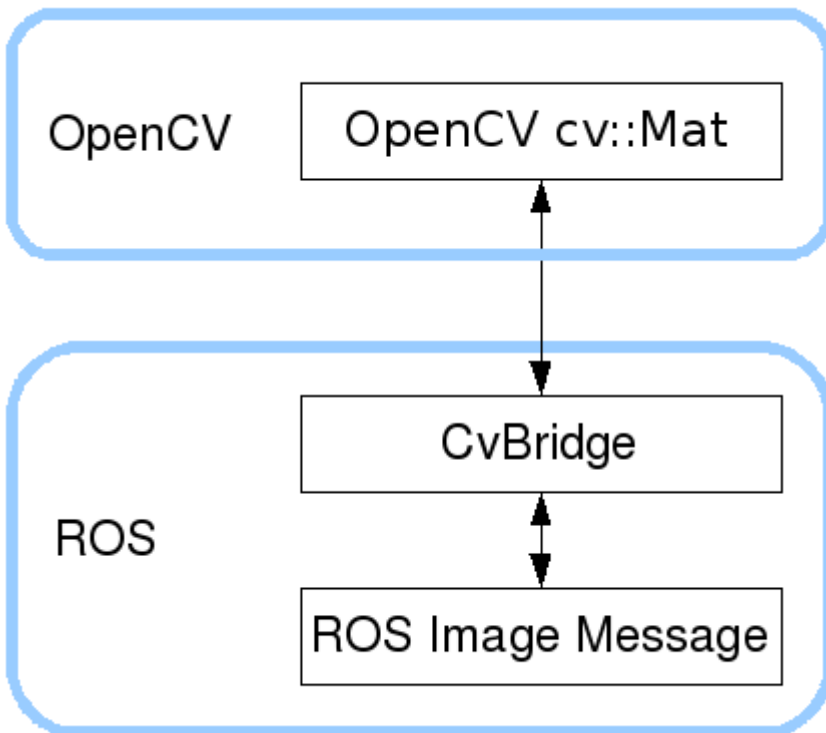 OpenCV
OpenCV cv::Mat
CvBridge
ROS
ROS Image Message